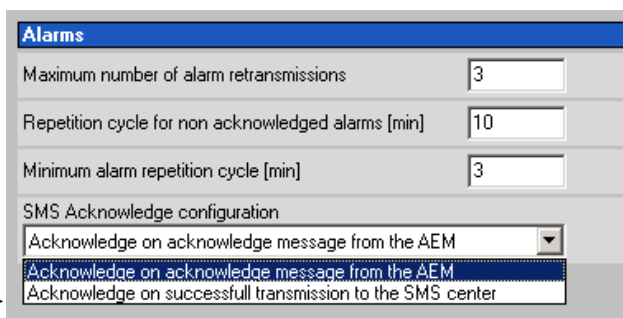 Alarms
Maximum number of alarm retransmissions 3
Repetition cycle for non acknowledged alarms [min] 10
Minimum alarm repetition cycle [min] 3
SMS Acknowledge configuration
Acknowledge on acknowledge message from the AEM
Acknowledge on acknowledge message from the AEM
Acknowledge on successfull transmission to the SMS center